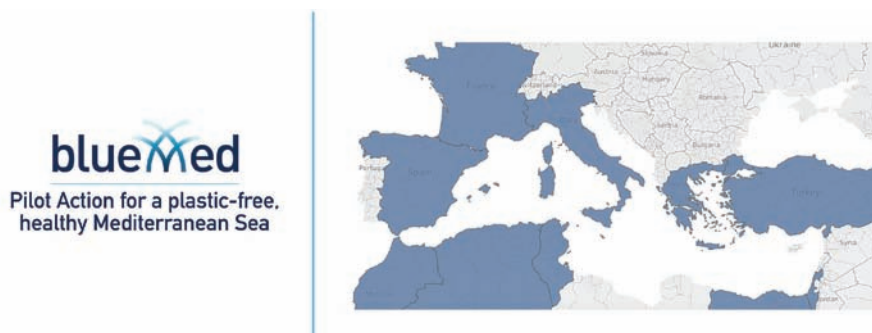 bluemed
Pilot Action for a plastic-free,
healthy Mediterranean Sea
Ukraine
Slovakia
Austria
Hungary
Switzerland
France
Romania
Serbia
Bulgaria
Portugal
Spain
Turkey
Syria